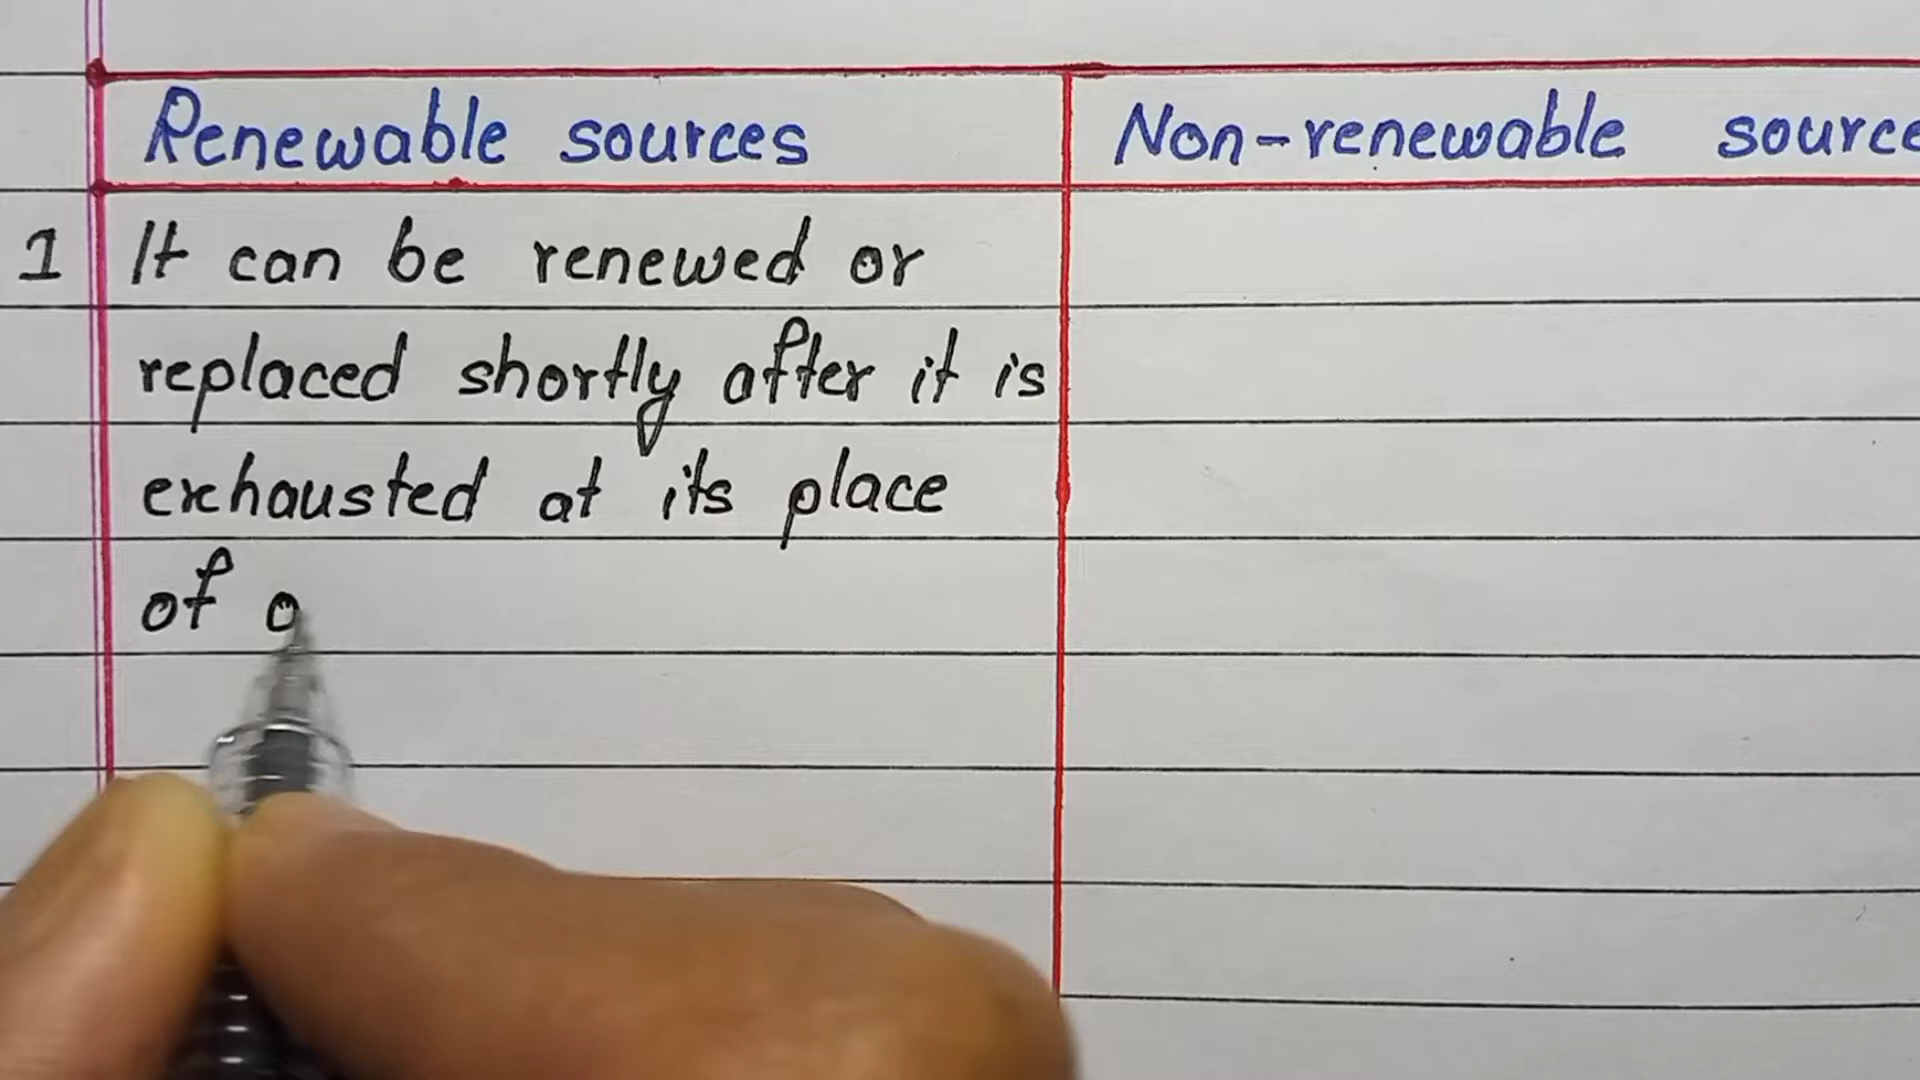 Renewable sources
Non-renewable source
1 It can be renewed or
replaced shortly after it is
exhausted at its place
of o